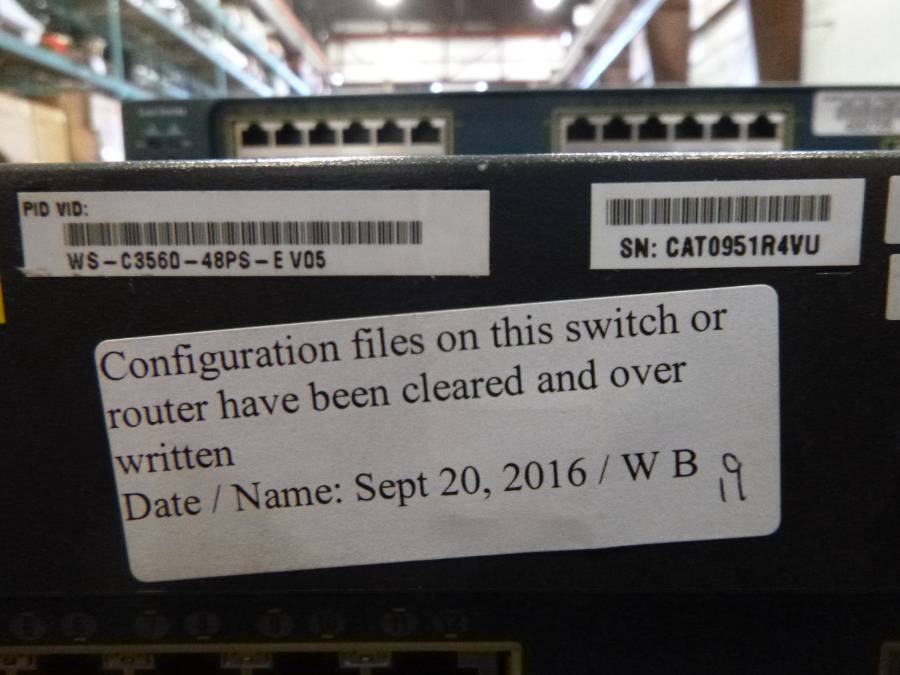 PID VID:
WS-C3560-48PS-E V05
SN: CAT0951R4VU
Configuration files on this switch or
router have been cleared and over
written
Date / Name: Sept 20, 2016 / W B 19